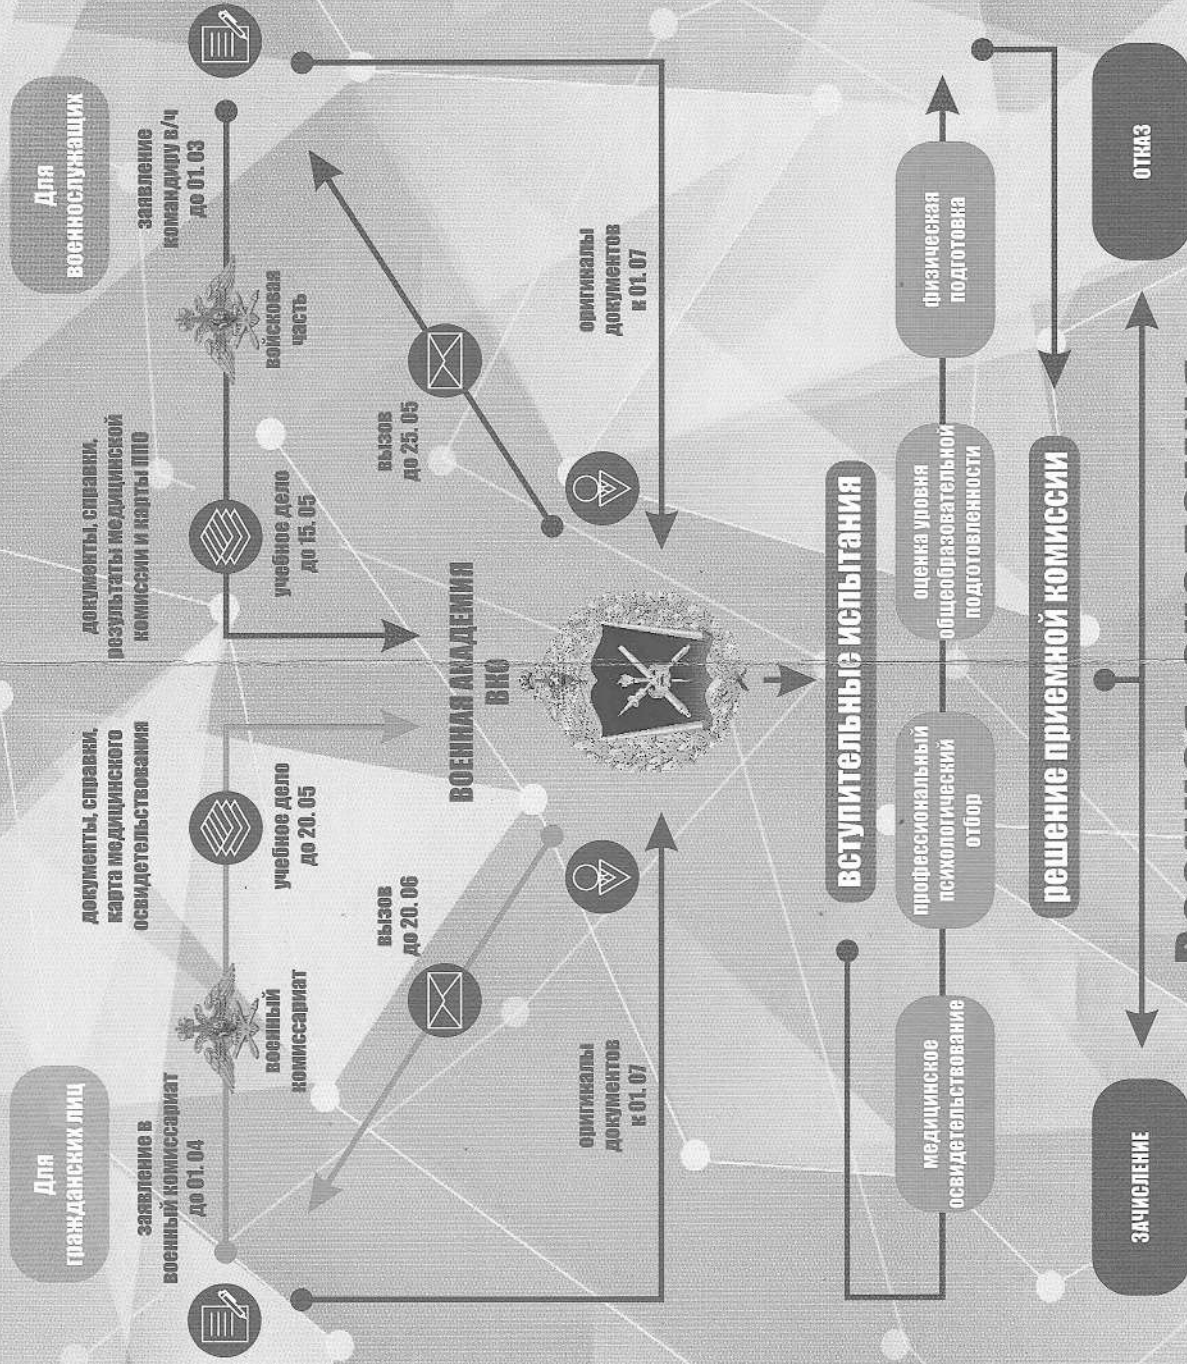 Для
гражданских лиц
заявление в
военный комиссариат
до 01. 04
военный
комиссариат
документы, справки,
карта медицинского
освидетельствования
учебное дело
до 20. 05
вызов
до 20. 06
оригиналы
документов
к 01. 07
Для
военнослужащих
заявление
командиру в/ч
до 01. 03
войсковая
часть
документы, справки,
результаты медицинской
комиссии и карты ППО
учебное дело
до 15. 05
вызов
до 25. 05
оригиналы
документов
к 01. 07
ВОЕННАЯ АКАДЕМИЯ
ВКО
вступительные испытания
медицинское
освидетельствование
профессиональный
психологический
отбор
оценка уровня
общеобразовательной
подготовленности
физическая
подготовка
решение приемной комиссии
ЗАЧИСЛЕНИЕ
ОТКАЗ